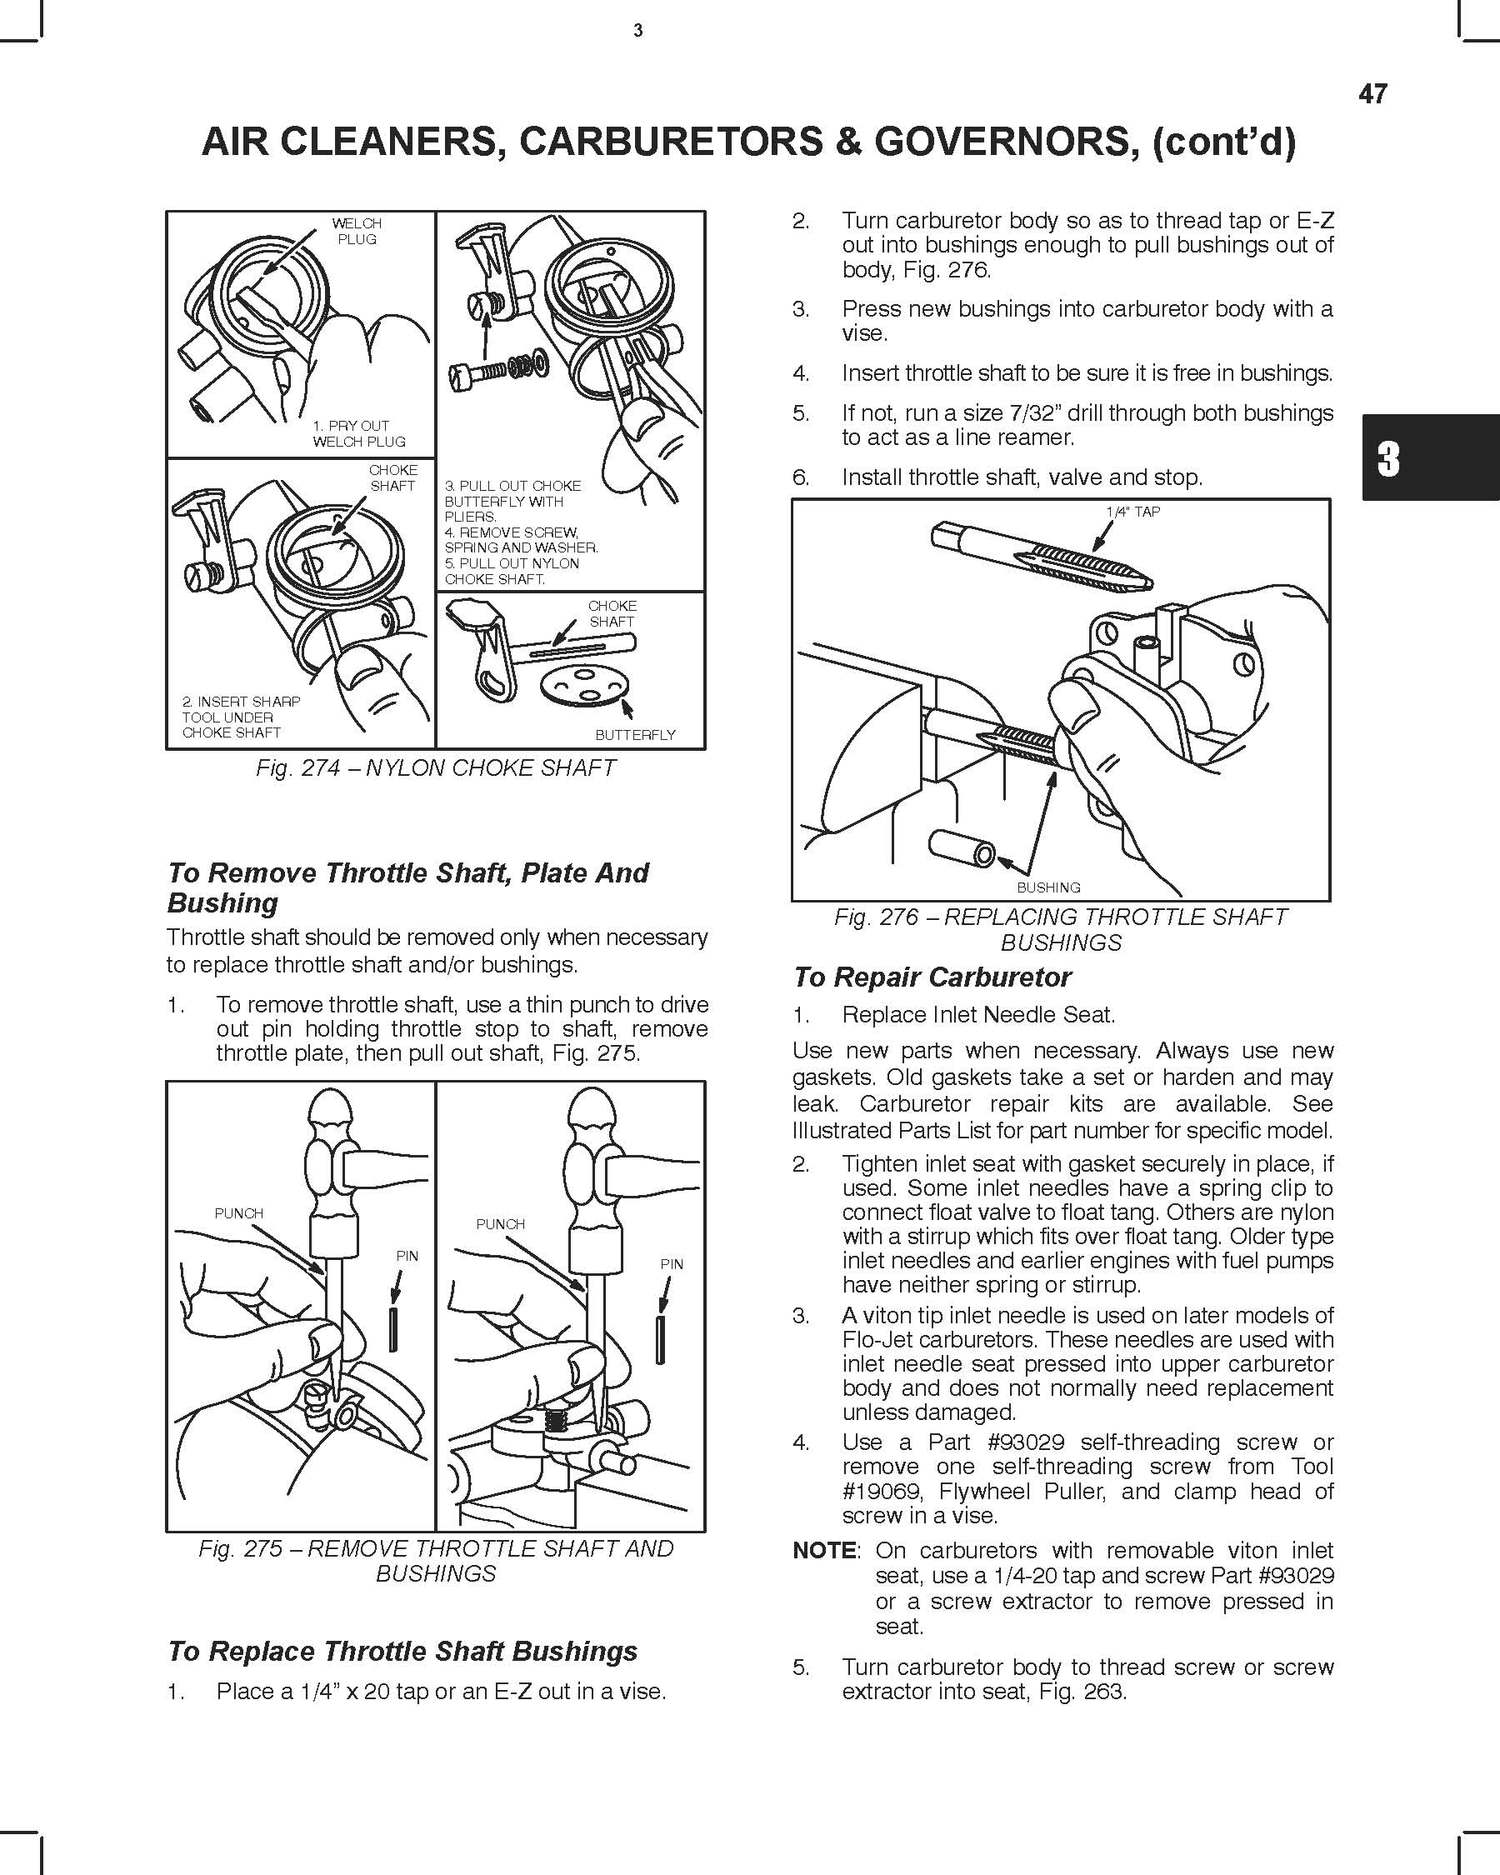 3
47
AIR CLEANERS, CARBURETORS & GOVERNORS, (cont’d)
WELCH
PLUG
1. PRY OUT
WELCH PLUG
CHOKE
SHAFT
2. INSERT SHARP
TOOL UNDER
CHOKE SHAFT
3. PULL OUT CHOKE
BUTTERFLY WITH
PLIERS.
4. REMOVE SCREW,
SPRING AND WASHER.
5. PULL OUT NYLON
CHOKE SHAFT.
CHOKE
SHAFT
BUTTERFLY
Fig. 274 – NYLON CHOKE SHAFT
To Remove Throttle Shaft, Plate And
Bushing
Throttle shaft should be removed only when necessary
to replace throttle shaft and/or bushings.
1. To remove throttle shaft, use a thin punch to drive
out pin holding throttle stop to shaft, remove
throttle plate, then pull out shaft, Fig. 275.
PUNCH
PIN
PUNCH
PIN
Fig. 275 – REMOVE THROTTLE SHAFT AND
BUSHINGS
To Replace Throttle Shaft Bushings
1. Place a 1/4” x 20 tap or an E-Z out in a vise.
2. Turn carburetor body so as to thread tap or E-Z
out into bushings enough to pull bushings out of
body, Fig. 276.
3. Press new bushings into carburetor body with a
vise.
4. Insert throttle shaft to be sure it is free in bushings.
5. If not, run a size 7/32” drill through both bushings
to act as a line reamer.
6. Install throttle shaft, valve and stop.
3
1/4" TAP
BUSHING
Fig. 276 – REPLACING THROTTLE SHAFT
BUSHINGS
To Repair Carburetor
1. Replace Inlet Needle Seat.
Use new parts when necessary. Always use new
gaskets. Old gaskets take a set or harden and may
leak. Carburetor repair kits are available. See
Illustrated Parts List for part number for specific model.
2. Tighten inlet seat with gasket securely in place, if
used. Some inlet needles have a spring clip to
connect float valve to float tang. Others are nylon
with a stirrup which fits over float tang. Older type
inlet needles and earlier engines with fuel pumps
have neither spring or stirrup.
3. A viton tip inlet needle is used on later models of
Flo-Jet carburetors. These needles are used with
inlet needle seat pressed into upper carburetor
body and does not normally need replacement
unless damaged.
4. Use a Part #93029 self-threading screw or
remove one self-threading screw from Tool
#19069, Flywheel Puller, and clamp head of
screw in a vise.
NOTE: On carburetors with removable viton inlet
seat, use a 1/4-20 tap and screw Part #93029
or a screw extractor to remove pressed in
seat.
5. Turn carburetor body to thread screw or screw
extractor into seat, Fig. 263.